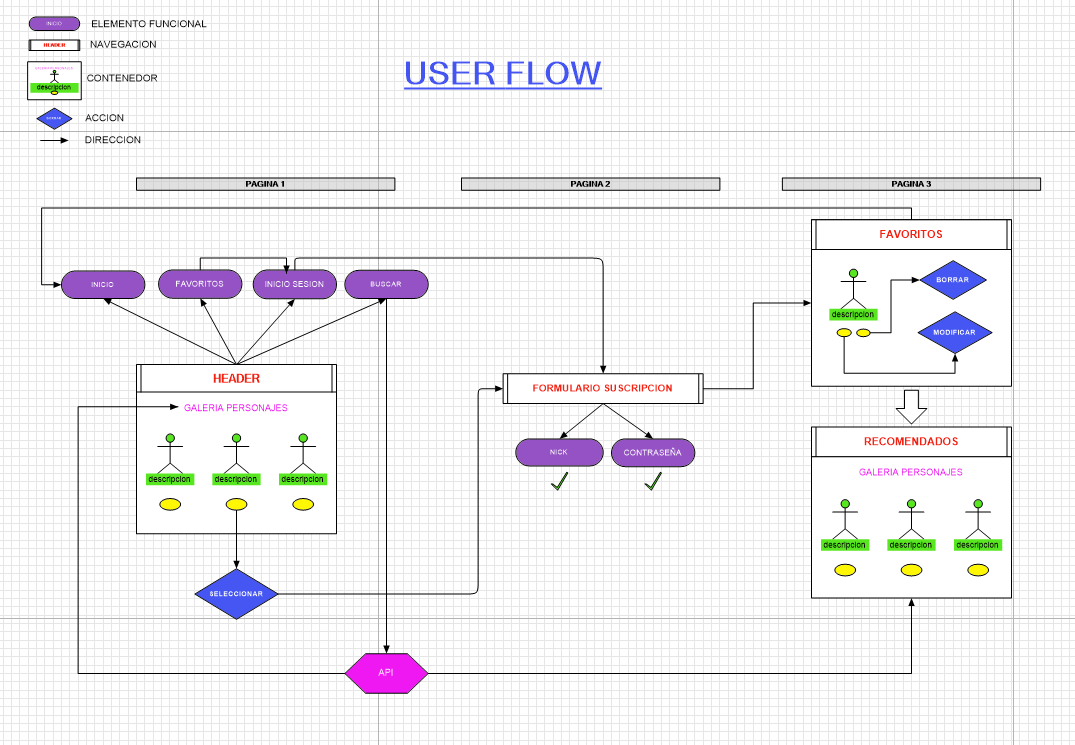 INICIO
ELEMENTO FUNCIONAL
HEADER
NAVEGACION
descripcion
CONTENEDOR
ACCION
DIRECCION
USER FLOW
PAGINA 1
PAGINA 2
PAGINA 3
INICIO
FAVORITOS
INICIO SESION
BUSCAR
FAVORITOS
BORRAR
descripcion
MODIFICAR
HEADER
GALERIA PERSONAJES
descripcion
descripcion
descripcion
SELECCIONAR
FORMULARIO SUSCRIPCION
NICK
CONTRASEÑA
RECOMENDADOS
GALERIA PERSONAJES
descripcion
descripcion
descripcion
API